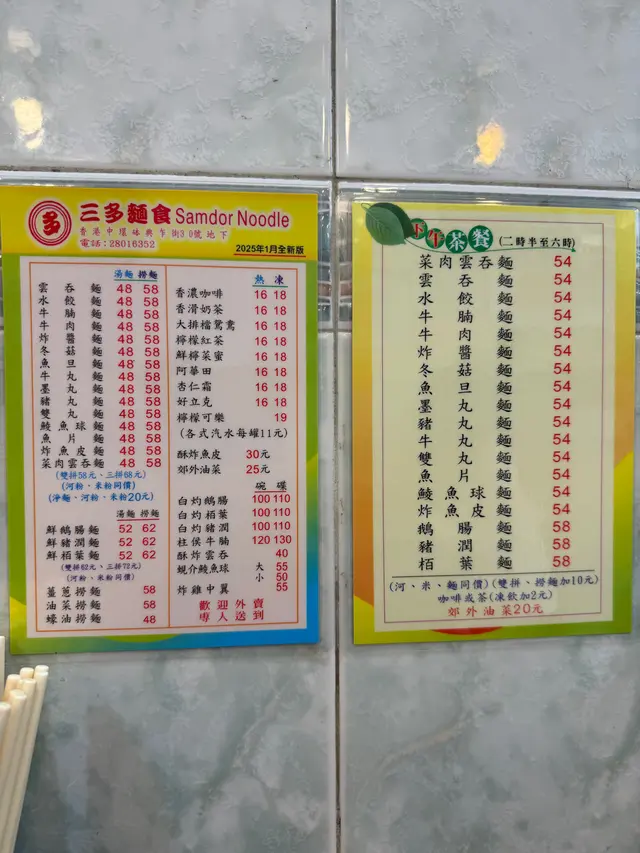 多
三多麵食 Samdor Noodle
香港中環
街30號地下
電話：28016352
2025年1月全新版
湯麵 撈麵
雲吞麵 48 58
水餃麵 48 58
牛腩麵 48 58
牛肉麵 48 58
炸醬麵 48 58
冬菇麵 48 58
魚旦麵 48 58
牛丸麵 48 58
墨丸麵 48 58
豬丸麵 48 58
雙丸麵 48 58
鯪魚球麵 48 58
魚片麵 48 58
炸魚皮麵 48 58
菜肉雲吞麵 48 58
(雙拼58元、三拼68元)
(河粉，米粉同價)
(淨麵、河粉，米粉20元)
湯麵 撈麵
鮮鵝腸麵 52 62
鮮豬潤麵 52 62
鮮栢葉麵 52 62
(雙拼62元、三拼72元)
(河粉，米粉同價)
薑蔥撈麵 58
油菜撈麵 58
蠔油撈麵 48
熱 凍
香濃咖啡 16 18
香滑奶茶 16 18
大排檔鴛鴦 16 18
檸檬紅茶 16 18
檸檬可樂 19
鮮檸菜蜜 16 18
阿華田 16 18
杏仁霜 16 18
好立克 16 18
(各式汽水每罐11元)
酥炸魚皮 30元
郊外油菜 25元
碗 碟
白灼鵝腸 100 110
白灼栢葉 100 110
白灼豬潤 100 110
柱侯牛腩 120 130
酥炸雲吞 40
蜆介鯪魚球 大 55
小 50
炸雞中翼 55
歡迎外賣
專人送到
下午茶餐 (二時半至六時)
菜肉雲吞麵 54
雲吞麵 54
水餃麵 54
牛腩麵 54
牛肉麵 54
炸醬麵 54
冬菇麵 54
魚旦麵 54
墨丸麵 54
豬丸麵 54
牛丸麵 54
雙丸麵 54
魚片麵 54
鯪魚球麵 54
炸魚皮麵 54
鵝腸麵 58
豬潤麵 58
栢葉麵 58
(河、米、麵同價)(雙拼、撈麵加10元)
咖啡或茶(凍飲加2元)
郊外油菜20元